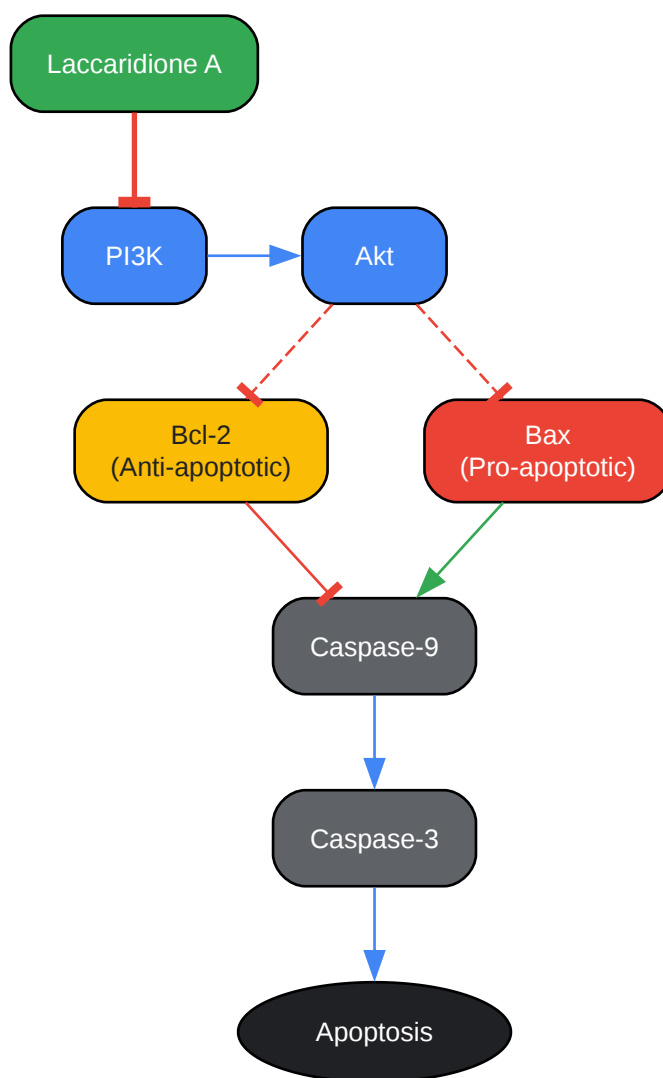 Laccaridione A
PI3K
Akt
Bcl-2
(Anti-apoptotic)
Bax
(Pro-apoptotic)
Caspase-9
Caspase-3
Apoptosis